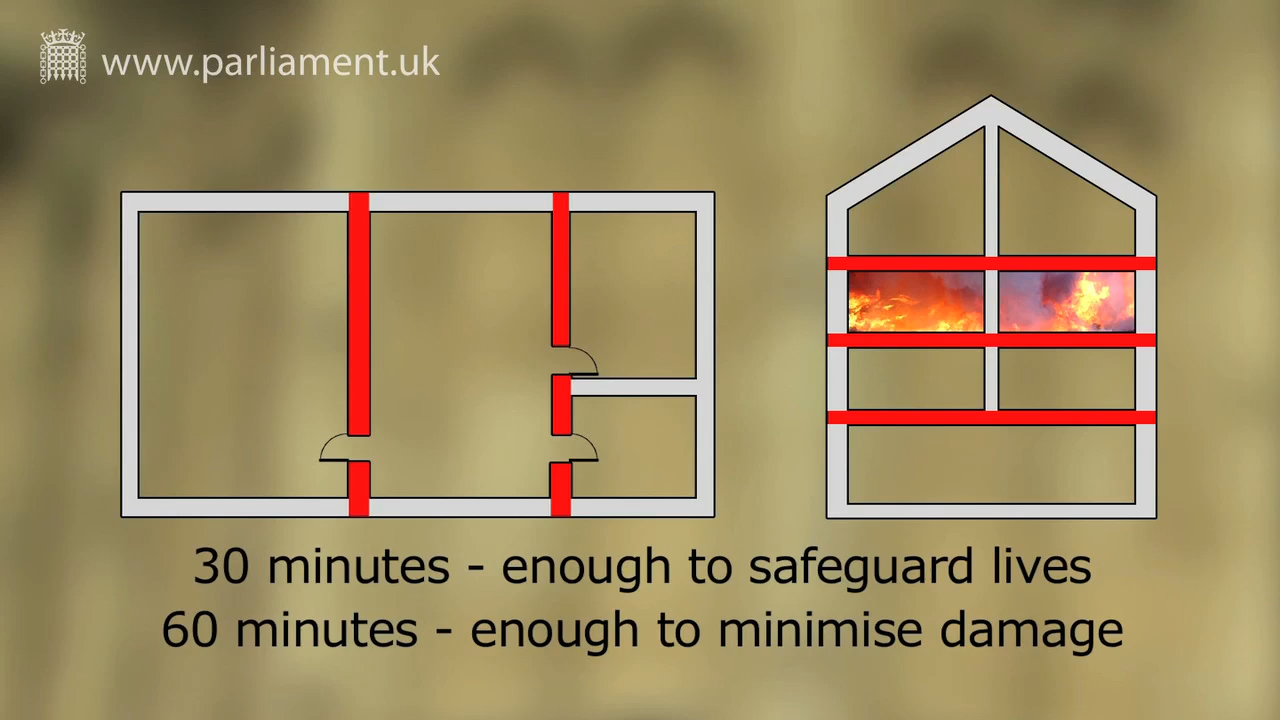 www.parliament.uk
30 minutes - enough to safeguard lives
60 minutes - enough to minimise damage